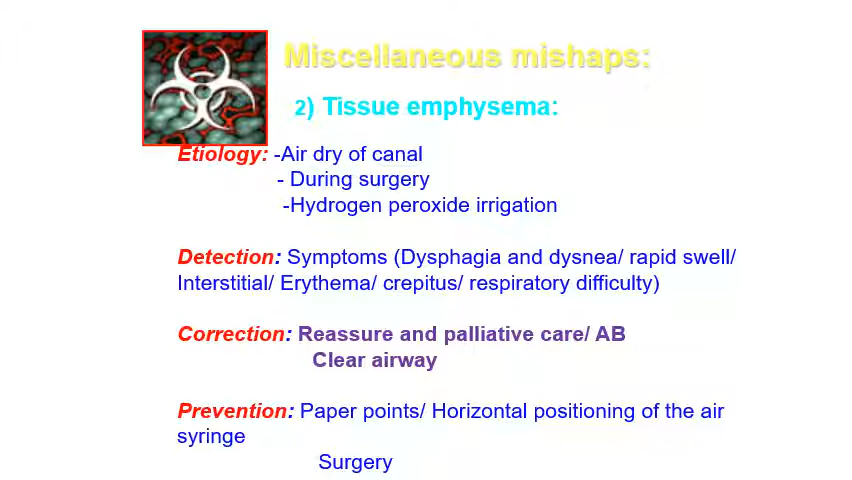 Miscellaneous mishaps:
2) Tissue emphysema:
Etiology: -Air dry of canal
- During surgery
-Hydrogen peroxide irrigation
Detection: Symptoms (Dysphagia and dysnea/ rapid swell/
Interstitial/ Erythema/ crepitus/ respiratory difficulty)
Correction: Reassure and palliative care/ AB
Clear airway
Prevention: Paper points/ Horizontal positioning of the air
syringe
Surgery